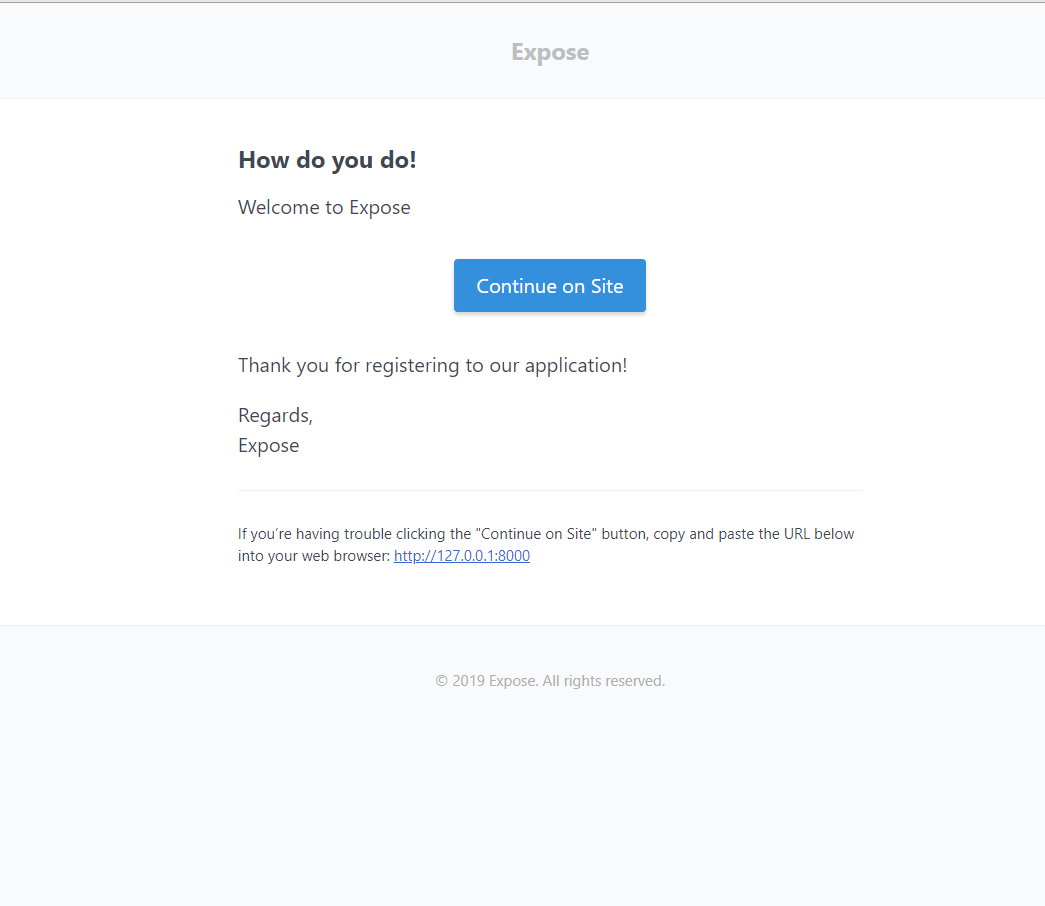 Expose
How do you do!
Welcome to Expose
Continue on Site
Thank you for registering to our application!
Regards,
Expose
If you’re having trouble clicking the "Continue on Site" button, copy and paste the URL below
into your web browser: http://127.0.0.1:8000
© 2019 Expose. All rights reserved.